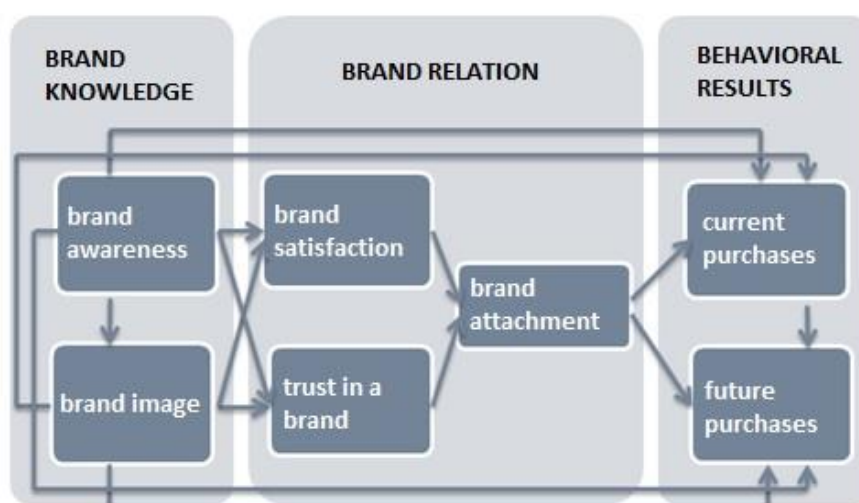 BRAND
KNOWLEDGE
BRAND RELATION
BEHAVIORAL
RESULTS
brand
awareness
brand
satisfaction
current
purchases
brand
attachment
brand image
trust in a
brand
future
purchases